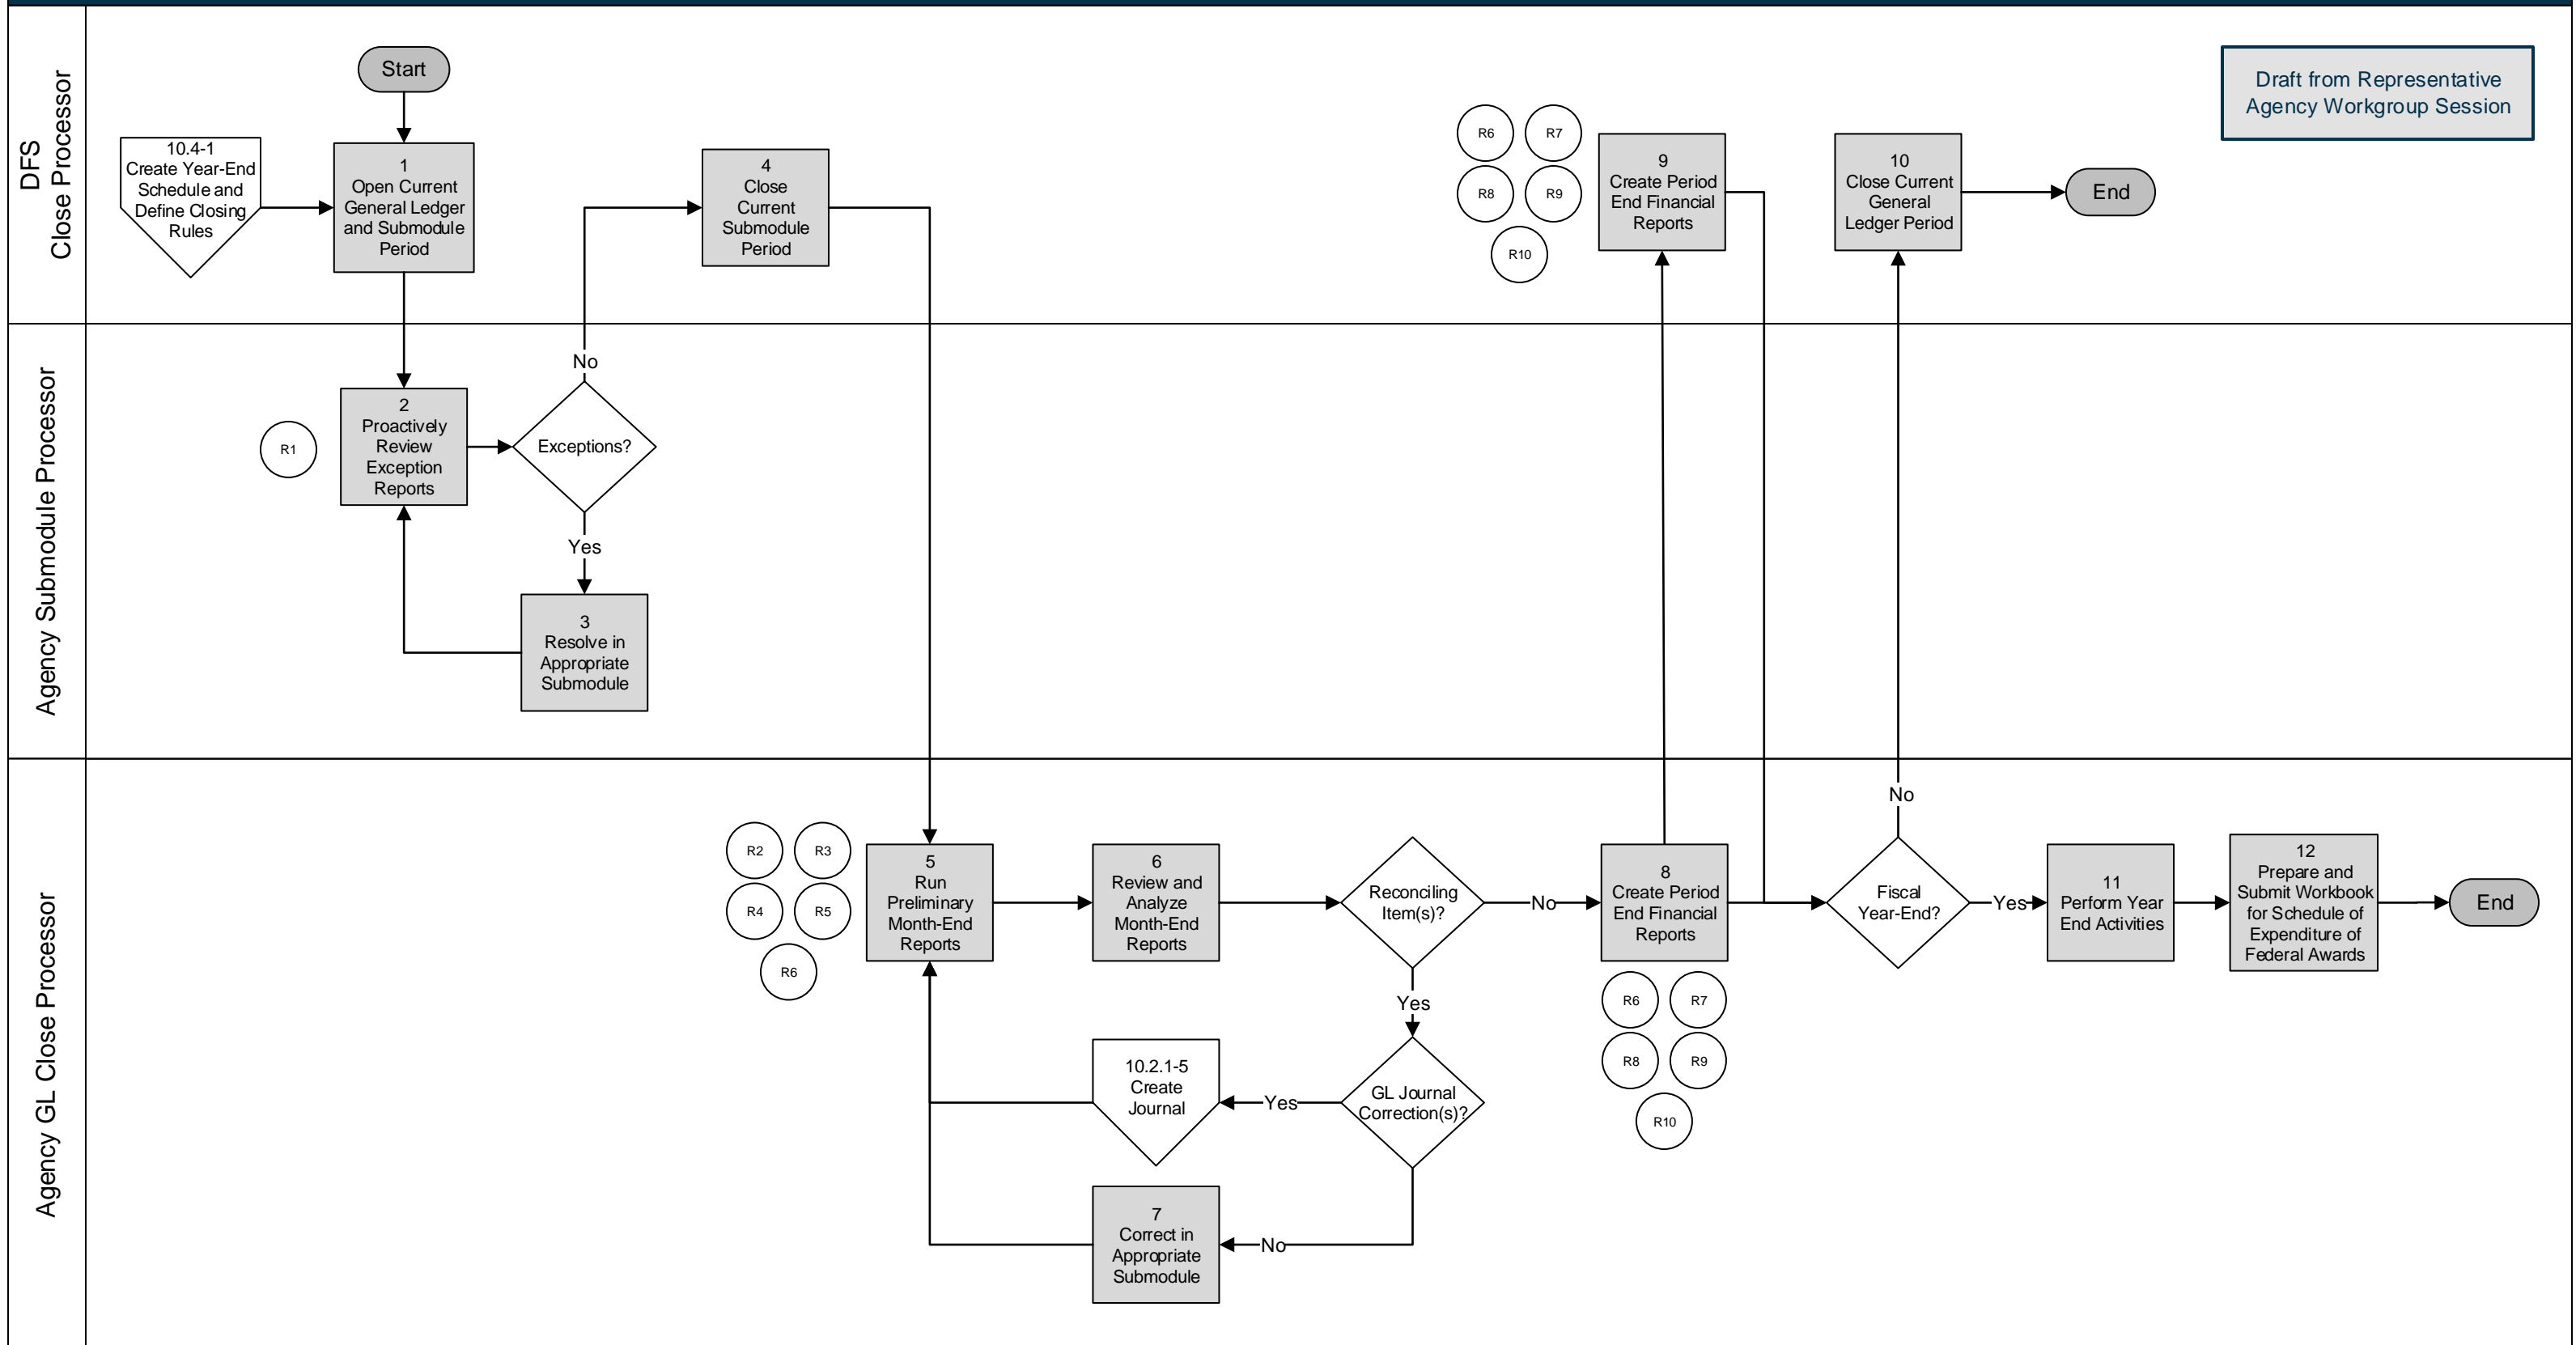 DFS
Close Processor
Start
10.4-1
Create Year-End
Schedule and
Define Closing
Rules
1
Open Current
General Ledger
and Submodule
Period
4
Close
Current
Submodule
Period
R6
R7
R8
R9
R10
9
Create Period
End Financial
Reports
10
Close Current
General
Ledger Period
End
Draft from Representative
Agency Workgroup Session
Agency Submodule Processor
R1
2
Proactively
Review
Exception
Reports
No
Exceptions?
Yes
3
Resolve in
Appropriate
Submodule
Agency GL Close Processor
R2
R3
R4
R5
R6
5
Run
Preliminary
Month-End
Reports
6
Review and
Analyze
Month-End
Reports
Reconciling
Item(s)?
No
Yes
8
Create Period
End Financial
Reports
R6
R7
R8
R9
R10
GL Journal
Correction(s)?
Yes
10.2.1-5
Create
Journal
No
7
Correct in
Appropriate
Submodule
No
Fiscal
Year-End?
Yes
11
Perform Year
End Activities
12
Prepare and
Submit Workbook
for Schedule of
Expenditure of
Federal Awards
End